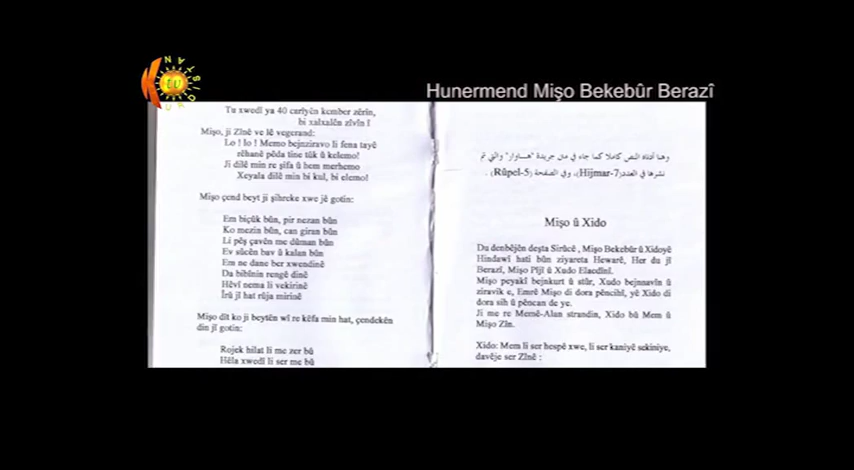 KURDISTAN
Hunermend Mişo Bekebûr Berazî
Tu xwedî ya 40 carîyên kember zêrîn,
bi xalxalên zîvîn î
Mişo, ji Zînê ve lê vegerand:
Lo ! lo ! Memo bejnziravo li fena tayê
rêhanê pêda tine tûk û kelemo!
Ji dilê min re şîfa û hem merhemo
Xeyala dilê min bi kul, bi elemo!
Mişo çend beyt ji şihreke xwe jê gotin:
Em biçûk bûn, pir nezan bûn
Ko mezin bûn, can giran bûn
Li pêş çavên me dûman bûn
Ev sûcên bav û kalan bûn
Em ne dane ber xwendinê
Da bibînin rengê dinê
Hêvî nema li vekirinê
Îrû jî hat rûja mirinê
Mişo dît ko ji beytên wî re kêfa min hat, çendekên
din jî gotin:
Rojek hilat li me zer bû
Hêla xwedî li ser me bû
وهنا أدناه النص كاملا كما جاء في متن جريدة "هــاوار" والتي تم
نشرها في العدد(Hijmar-7)، وفي الصفحة (Rûpel-5) .
Mişo û Xido
Du denbêjên deşta Sirûcê , Mişo Bekebûr û Xidoyê
Hindawî hati bûn ziyareta Hewarê, Her du jî
Berazî, Mişo Pîjî û Xudo Elaedînî.
Mişo peyakî bejnkurt û stûr, Xudo bejnnavîn û
ziravik e, Emrê Mişo di dora pêncihî, yê Xido di
dora sih û pêncan de ye.
Ji me re Memê-Alan strandin, Xido bû Mem û
Mişo Zîn.
Xido: Mem li ser hespê xwe, li ser kaniyê sekiniye,
davêje ser Zînê :